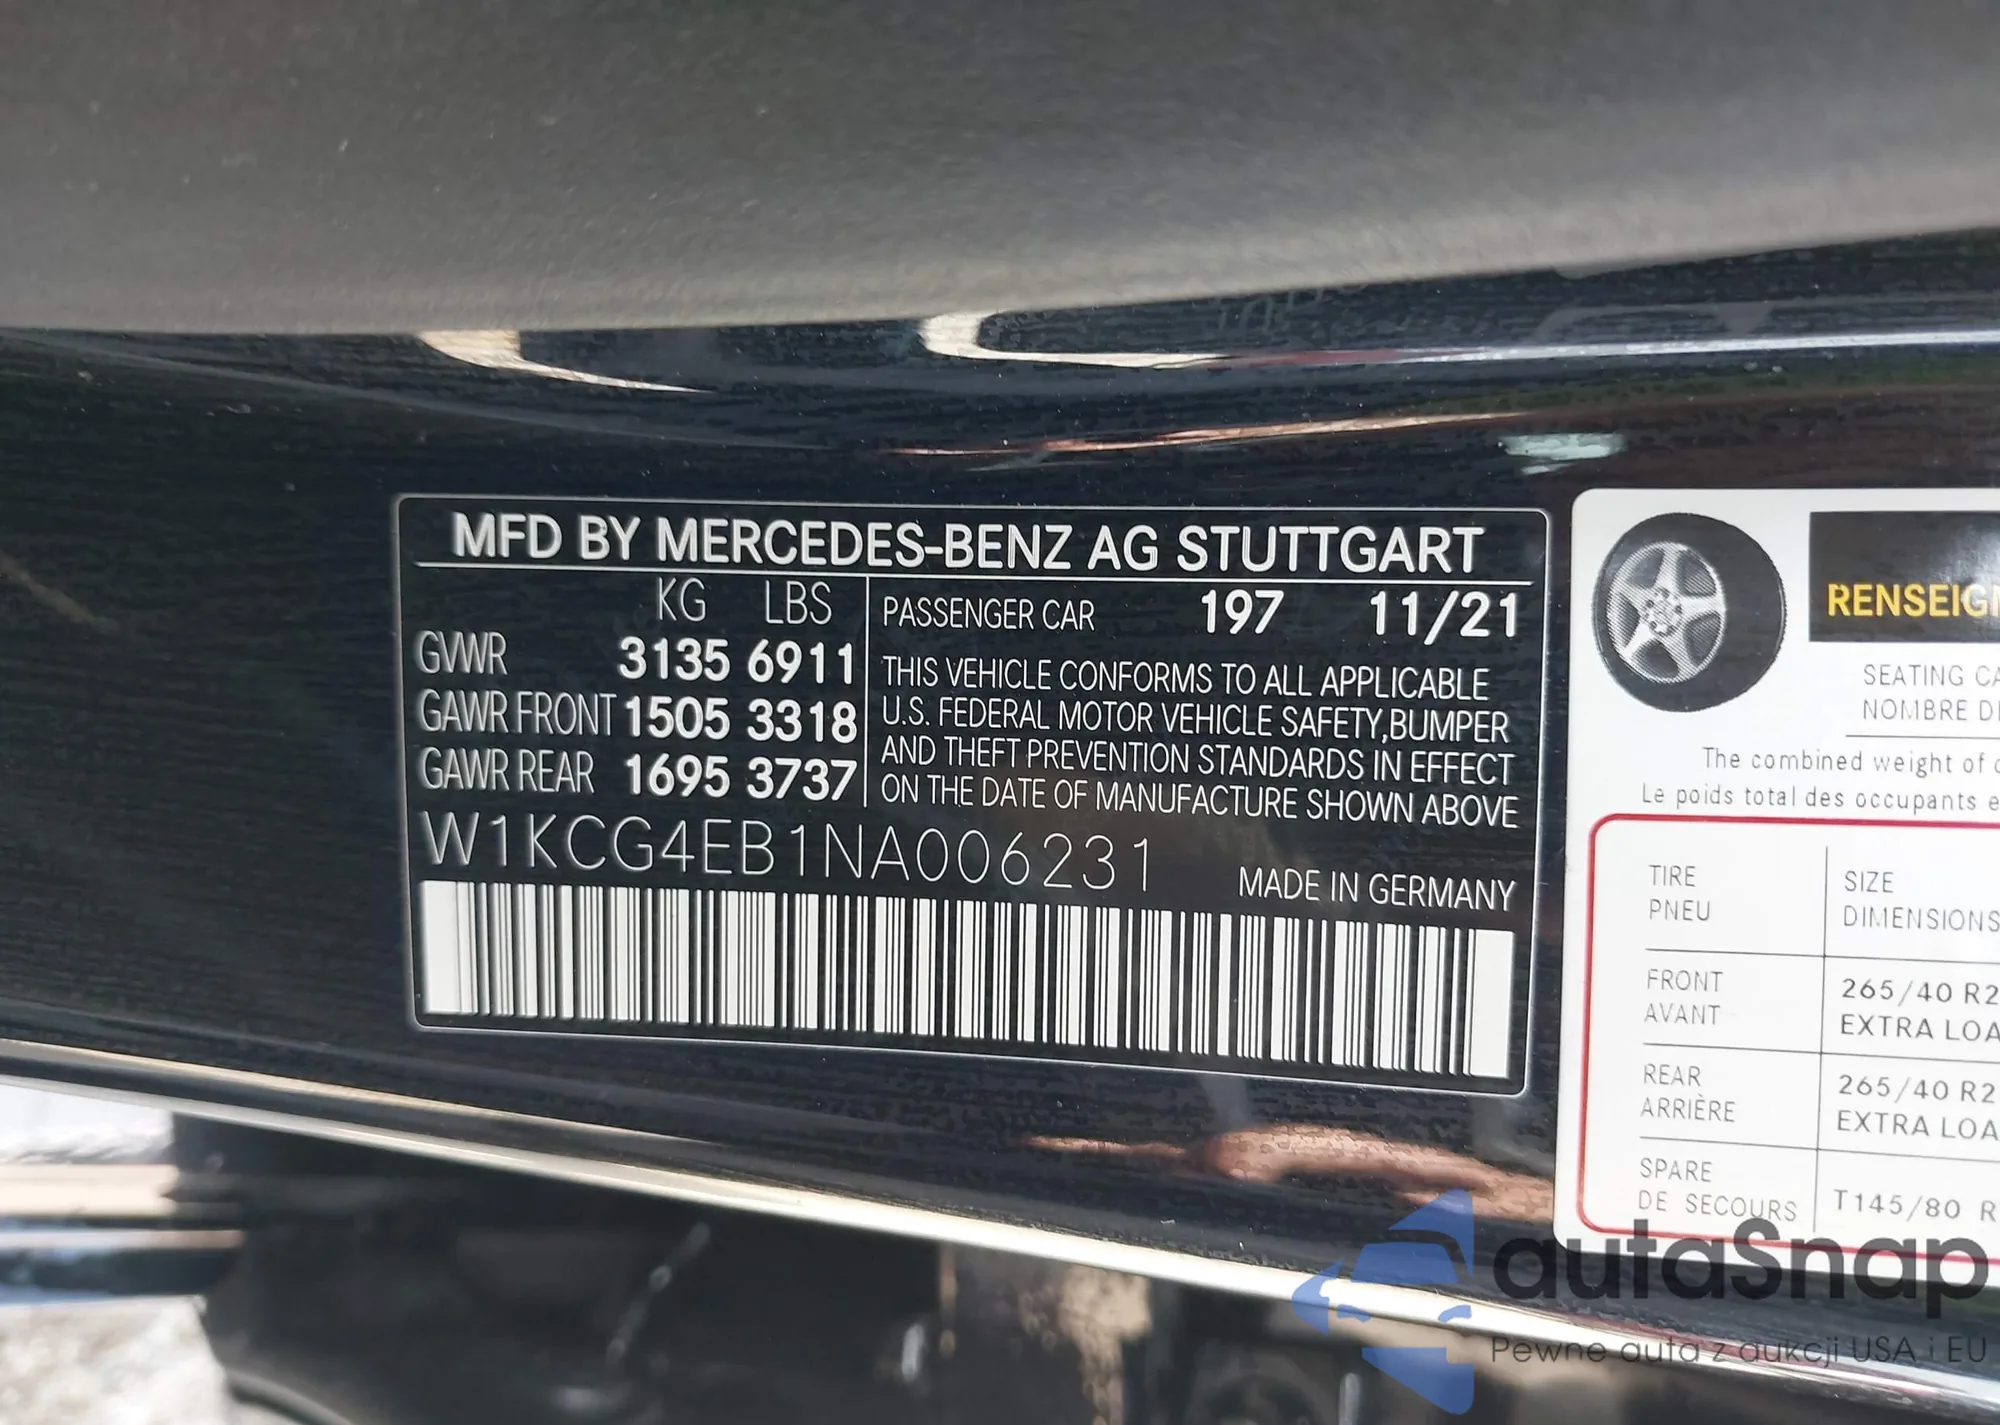 MFD BY MERCEDES-BENZ AG STUTTGART
KG LBS
GVWR 3135 6911
GAWR FRONT 1505 3318
GAWR REAR 1695 3737
PASSENGER CAR 197 11/21
THIS VEHICLE CONFORMS TO ALL APPLICABLE
U.S. FEDERAL MOTOR VEHICLE SAFETY,BUMPER
AND THEFT PREVENTION STANDARDS IN EFFECT
ON THE DATE OF MANUFACTURE SHOWN ABOVE
W1KCG4EB1NA006231
MADE IN GERMANY
RENSEIG
SEATING CA
NOMBRE D
The combined weight of
Le poids total des occupants e
TIRE
PNEU
SIZE
DIMENSIONS
FRONT
AVANT
265/40 R2
EXTRA LOA
REAR
ARRIÈRE
265/40 R2
EXTRA LOA
SPARE
DE SECOURS
T145/80 R
autaSnap
Pewne auta z aukcji USA i EU